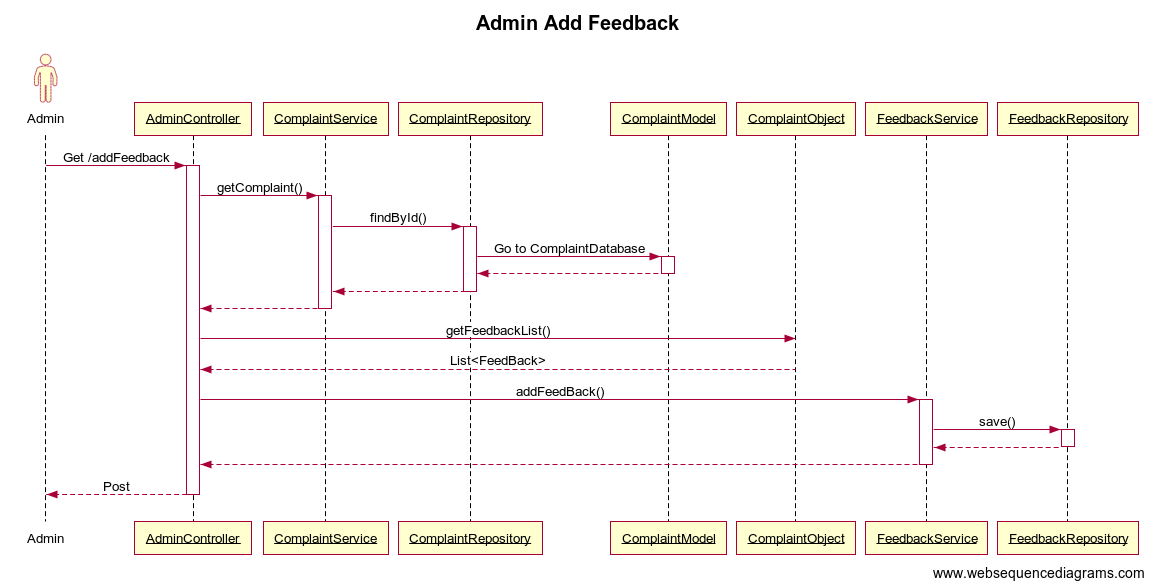 Admin Add Feedback
Admin
AdminController
ComplaintService
ComplaintRepository
ComplaintModel
ComplaintObject
FeedbackService
FeedbackRepository
Get /addFeedback
getComplaint()
findById()
Go to ComplaintDatabase
getFeedbackList()
List<FeedBack>
addFeedBack()
save()
Post
Admin
AdminController
ComplaintService
ComplaintRepository
ComplaintModel
ComplaintObject
FeedbackService
FeedbackRepository
www.websequencediagrams.com